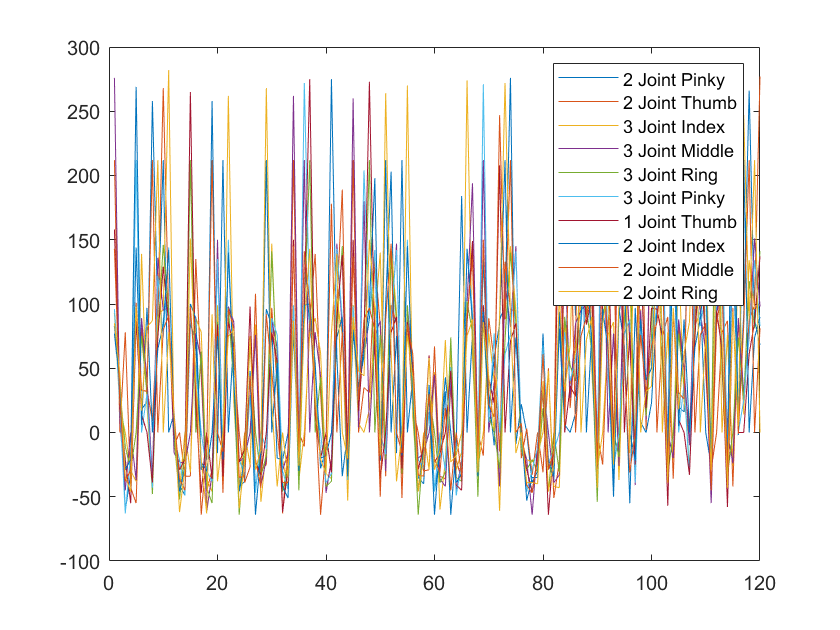 300
250
200
150
100
50
0
-50
-100
0 20 40 60 80 100 120
2 Joint Pinky
2 Joint Thumb
3 Joint Index
3 Joint Middle
3 Joint Ring
3 Joint Pinky
1 Joint Thumb
2 Joint Index
2 Joint Middle
2 Joint Ring